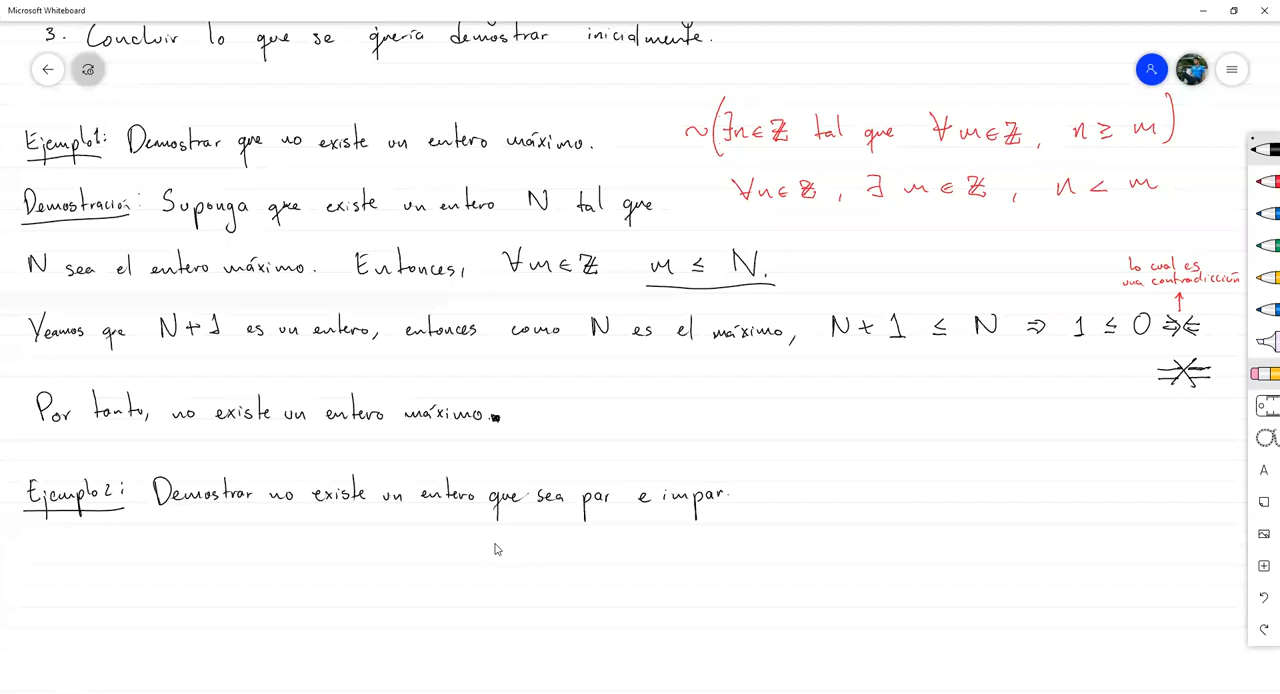 Microsoft Whiteboard
3. Concluir lo que se quería demostrar inicialmente.
Ejemplo1: Demostrar que no existe un entero máximo.
~(∃n∈ℤ tal que ∀m∈ℤ, n ≥ m)
∀n∈ℤ, ∃ m∈ℤ, n < m
Demostración: Suponga que existe un entero N tal que
N sea el entero máximo. Entonces, ∀m∈ℤ m ≤ N.
lo cual es
una contradicción
Veamos que N+1 es un entero, entonces como N es el máximo, N+1 ≤ N ⇒ 1 ≤ 0 ⇒⇐
Por tanto, no existe un entero máximo.
Ejemplo2: Demostrar no existe un entero que sea par e impar.
A